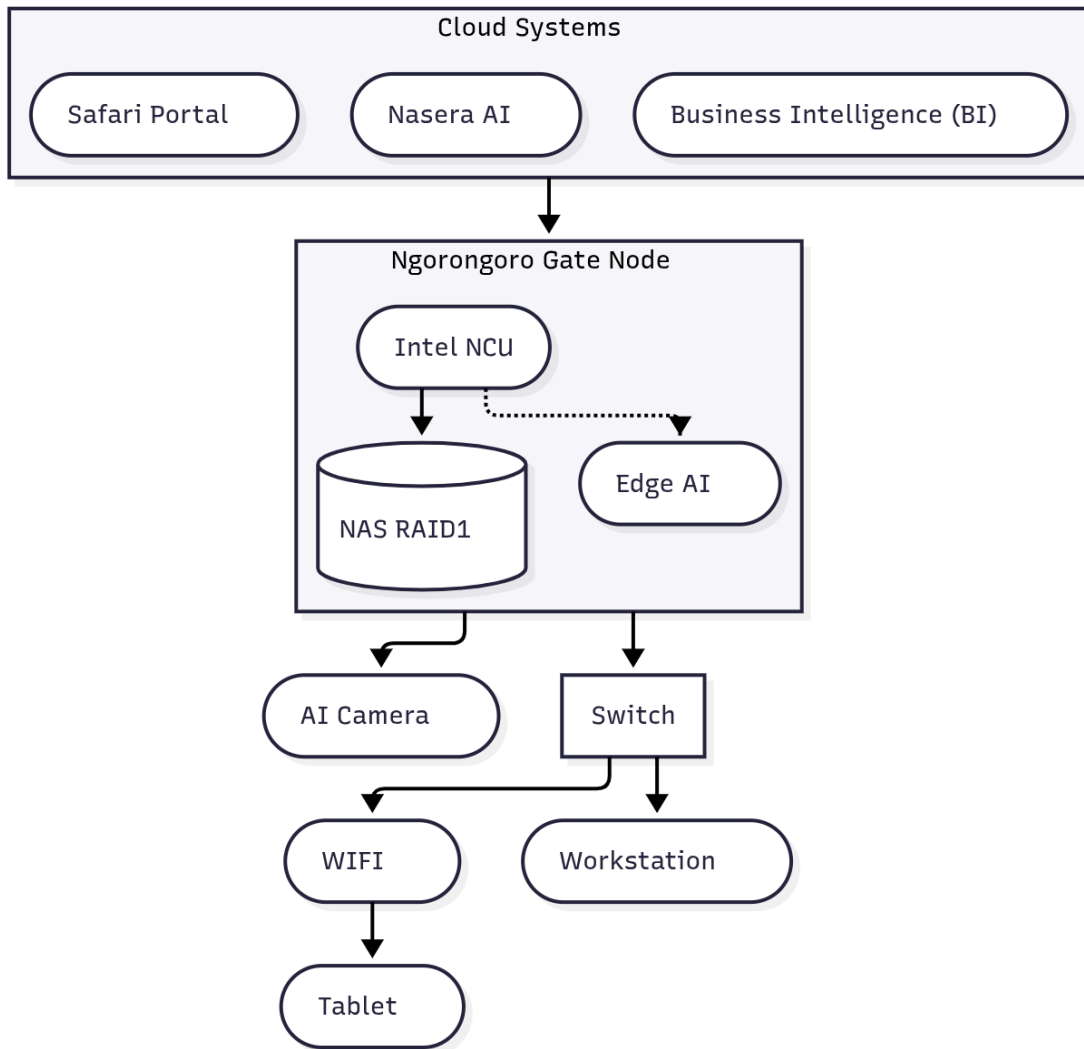 Cloud Systems
Safari Portal
Nasera AI
Business Intelligence (BI)
Ngorongoro Gate Node
Intel NCU
Edge AI
NAS RAID1
AI Camera
Switch
WIFI
Workstation
Tablet